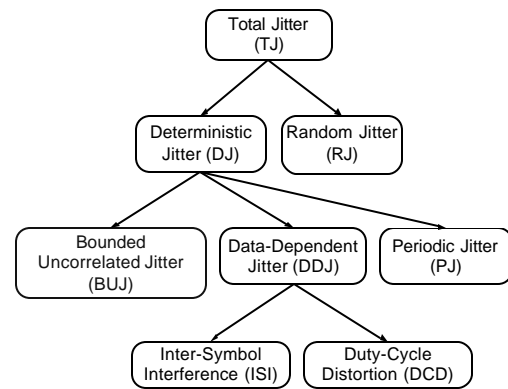 Total Jitter
(TJ)
Deterministic
Jitter (DJ)
Random Jitter
(RJ)
Bounded
Uncorrelated Jitter
(BUJ)
Data-Dependent
Jitter (DDJ)
Periodic Jitter
(PJ)
Inter-Symbol
Interference (ISI)
Duty-Cycle
Distortion (DCD)